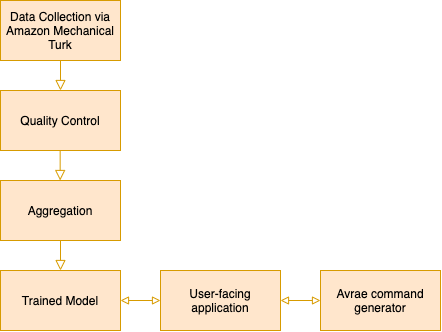 Data Collection via
Amazon Mechanical
Turk
Quality Control
Aggregation
Trained Model
User-facing
application
Avrae command
generator